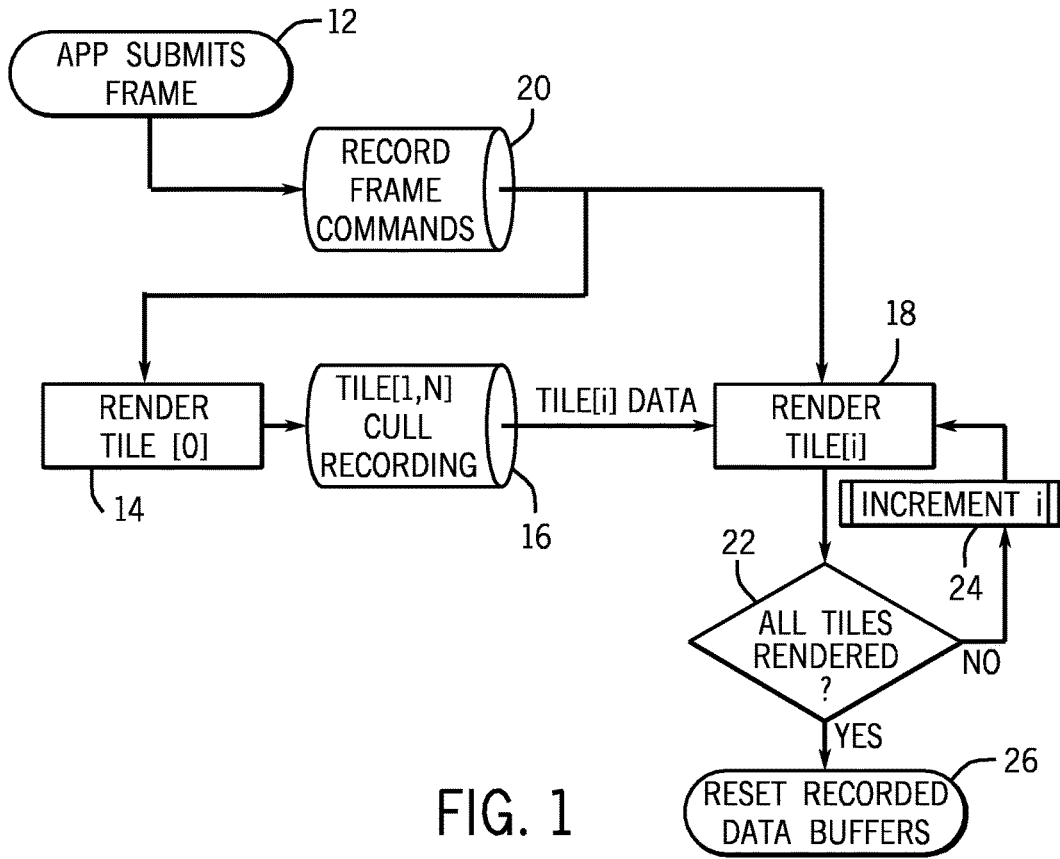 12
APP SUBMITS
FRAME
20
RECORD
FRAME
COMMANDS
18
RENDER
TILE [0]
14
TILE[1,N]
CULL
RECORDING
16
TILE[i] DATA
RENDER
TILE[i]
INCREMENT i
24
22
ALL TILES
RENDERED
?
NO
YES
26
RESET RECORDED
DATA BUFFERS
FIG. 1